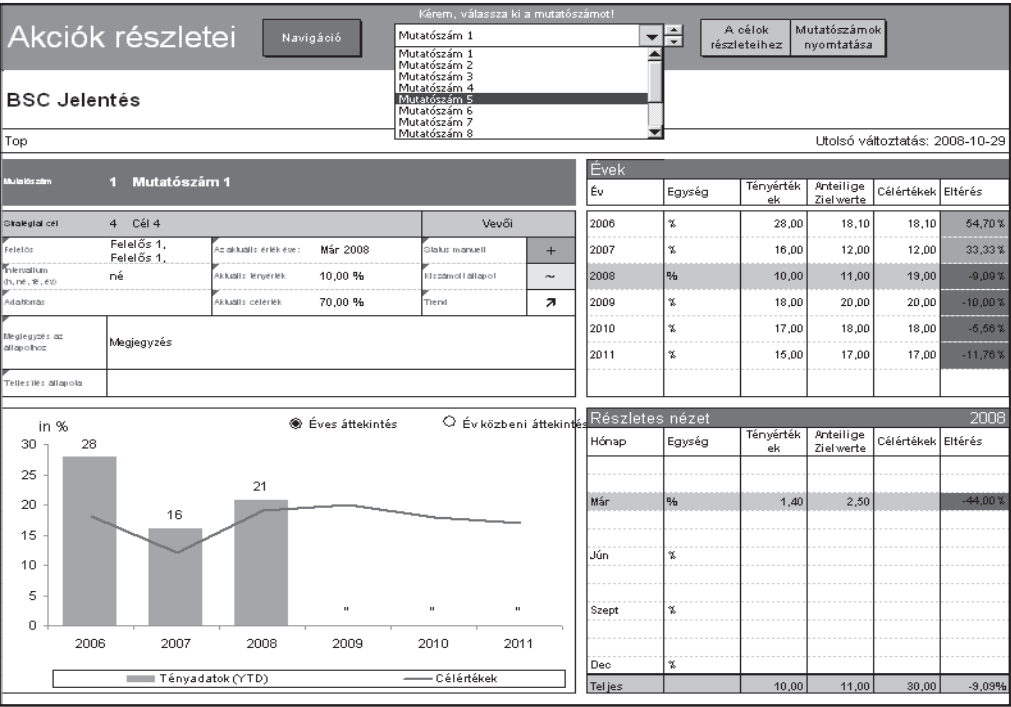 Kérem, válassza ki a mutatószámot!
Akciók részletei
Navigáció
Mutatószám 1
A célok részleteihez
Mutatószámok nyomtatása
Mutatószám 1
Mutatószám 2
Mutatószám 3
Mutatószám 4
Mutatószám 5
Mutatószám 6
Mutatószám 7
Mutatószám 8
BSC Jelentés
Top
Utolsó változtatás: 2008-10-29
Mutatószám 1 Mutatószám 1
Stratégiai cél 4 Cél 4 Vevői
Felelős Felelős 1, Felelős 1, Az aktuális érték éve: Már 2008 Status manuell +
Intervallum (h, né, fé, év) né Aktuális tényérték 10,00 % Kiszámolt állapot ~
Adatforrás Aktuális célérték 70,00 % Trend
Megjegyzés az állapothoz Megjegyzés
Teljesítés állapota
Évek
Év Egység Tényértékek Anteilige Zielwerte Célértékek Eltérés
2006 % 28,00 18,10 18,10 54,70 %
2007 % 16,00 12,00 12,00 33,33 %
2008 % 10,00 11,00 19,00 -9,09 %
2009 % 18,00 20,00 20,00 -10,00 %
2010 % 17,00 18,00 18,00 -5,56 %
2011 % 15,00 17,00 17,00 -11,76 %
in %
Éves áttekintés
Év közbeni áttekintés
30
25
20
15
10
5
0
28
16
21
" " "
2006 2007 2008 2009 2010 2011
Tényadatok (YTD) Célértékek
Részletes nézet 2008
Hónap Egység Tényértékek Anteilige Zielwerte Célértékek Eltérés
Már % 1,40 2,50 -44,00 %
Jún %
Szept %
Dec %
Teljes 10,00 11,00 30,00 -9,09%